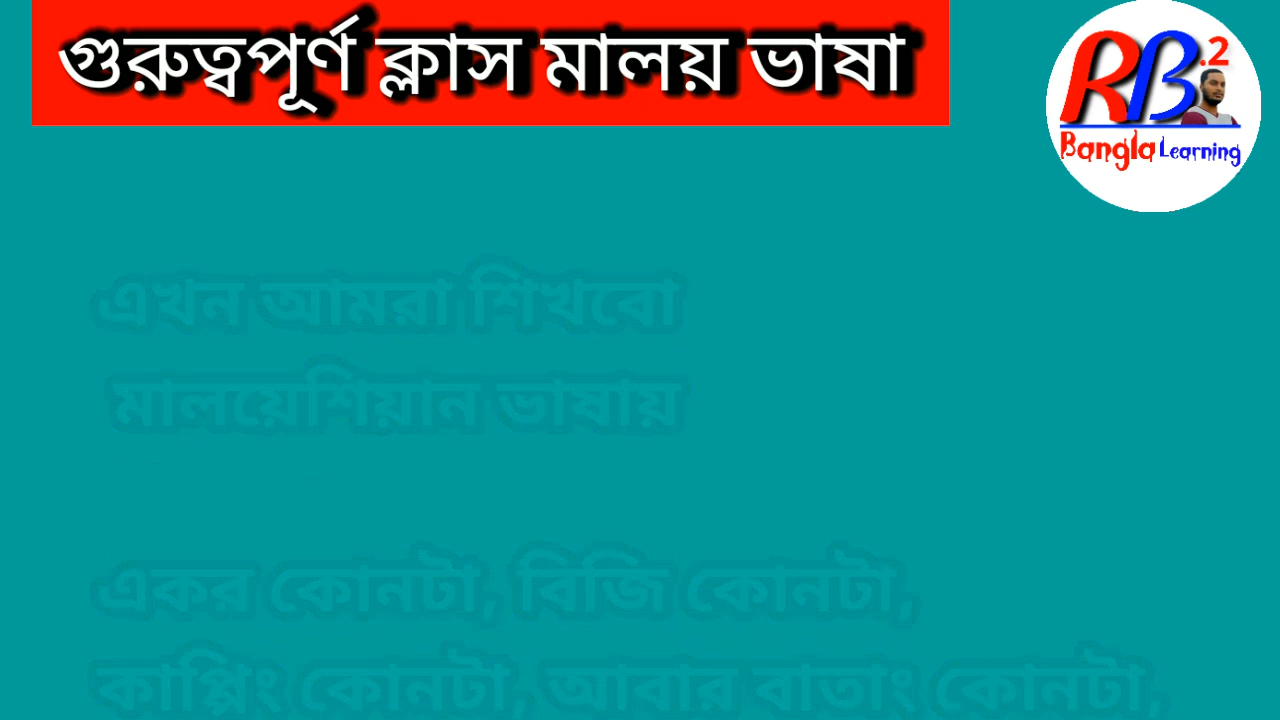 গুরুত্বপূর্ণ ক্লাস মালয় ভাষা
RB.2
Bangla Learning
এখন আমরা শিখবো
মালয়েশিয়ান ভাষায়
একর কোনটা, বিজি কোনটা,
কাপ্পিং কোনটা, আবার বাতাং কোনটা,